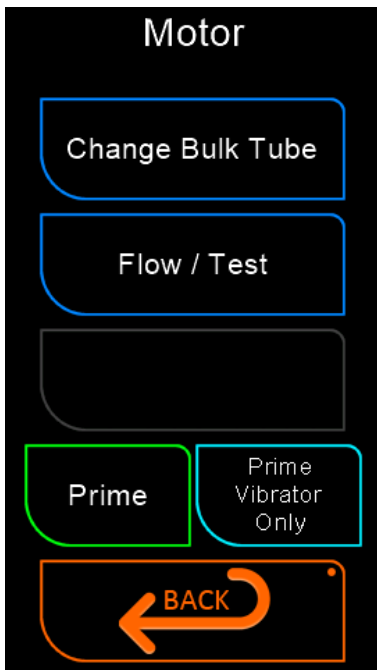 Motor
Change Bulk Tube
Flow / Test
Prime
Prime
Vibrator
Only
BACK